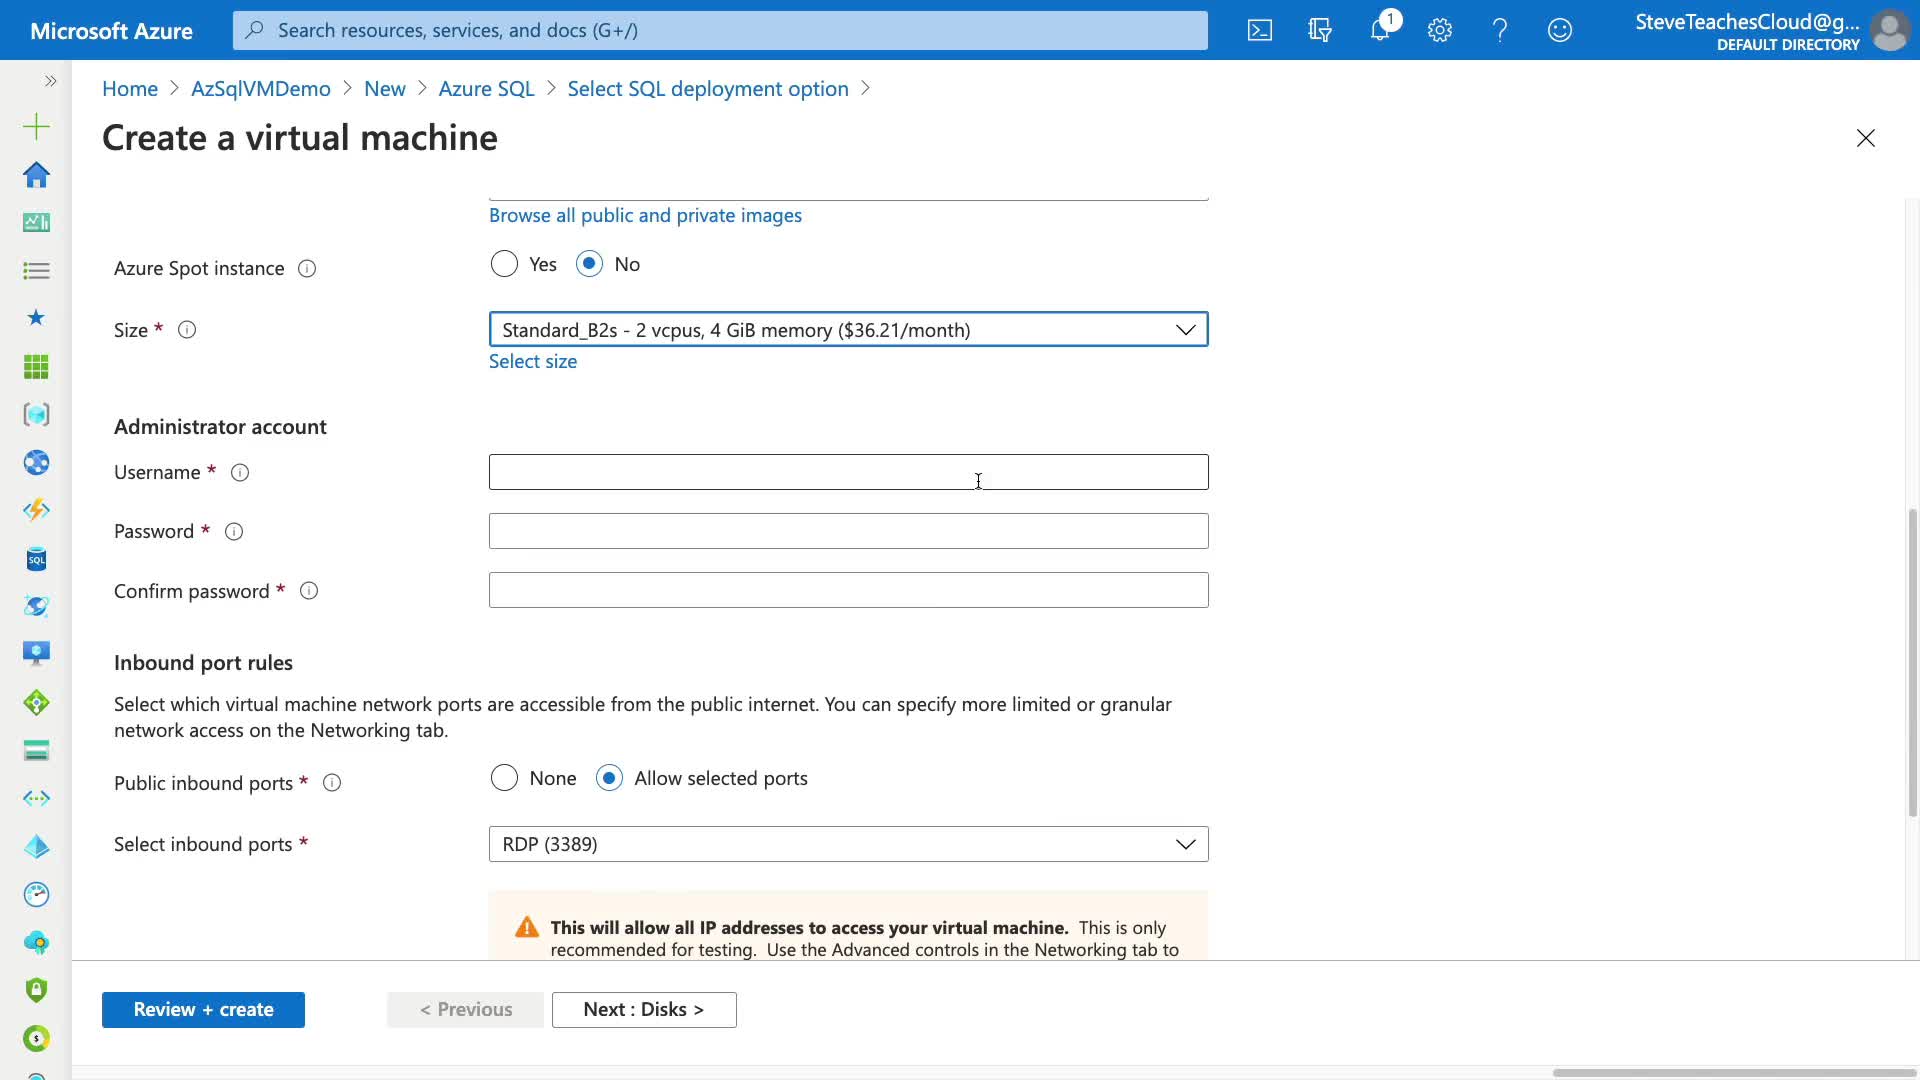 Microsoft Azure
Search resources, services, and docs (G+/)
1
SteveTeachesCloud@g...
DEFAULT DIRECTORY
Home > AzSqlVMDemo > New > Azure SQL > Select SQL deployment option >
Create a virtual machine
Browse all public and private images
Azure Spot instance
Yes No
Size *
Standard_B2s - 2 vcpus, 4 GiB memory ($36.21/month)
Select size
Administrator account
Username *
Password *
Confirm password *
Inbound port rules
Select which virtual machine network ports are accessible from the public internet. You can specify more limited or granular
network access on the Networking tab.
Public inbound ports *
None Allow selected ports
Select inbound ports *
RDP (3389)
This will allow all IP addresses to access your virtual machine. This is only
recommended for testing. Use the Advanced controls in the Networking tab to
Review + create
< Previous
Next : Disks >
SQL